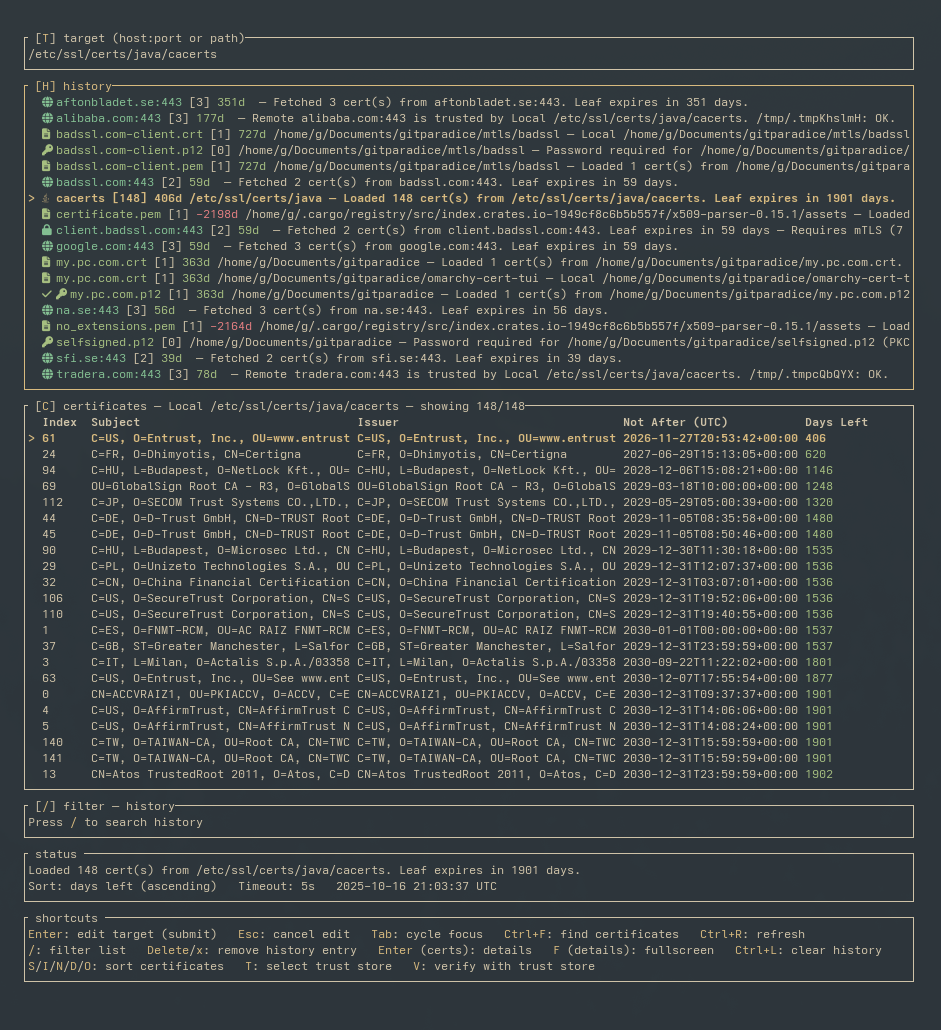 [T] target (host:port or path)
/etc/ssl/certs/java/cacerts
[H] history
aftonbladet.se:443 [3] 351d — Fetched 3 cert(s) from aftonbladet.se:443. Leaf expires in 351 days.
alibaba.com:443 [3] 177d — Remote alibaba.com:443 is trusted by Local /etc/ssl/certs/java/cacerts. /tmp/.tmpKhslmH: OK.
badssl.com-client.crt [1] 727d /home/g/Documents/gitparadice/mtls/badssl — Local /home/g/Documents/gitparadice/mtls/badssl
badssl.com-client.p12 [0] /home/g/Documents/gitparadice/mtls/badssl — Password required for /home/g/Documents/gitparadice/
badssl.com-client.pem [1] 727d /home/g/Documents/gitparadice/mtls/badssl — Loaded 1 cert(s) from /home/g/Documents/gitpara
badssl.com:443 [2] 59d — Fetched 2 cert(s) from badssl.com:443. Leaf expires in 59 days.
> cacerts [148] 406d /etc/ssl/certs/java — Loaded 148 cert(s) from /etc/ssl/certs/java/cacerts. Leaf expires in 1901 days.
certificate.pem [1] -2198d /home/g/.cargo/registry/src/index.crates.io-1949cf8c6b5b557f/x509-parser-0.15.1/assets — Loaded
client.badssl.com:443 [2] 59d — Fetched 2 cert(s) from client.badssl.com:443. Leaf expires in 59 days — Requires mTLS (7
google.com:443 [3] 59d — Fetched 3 cert(s) from google.com:443. Leaf expires in 59 days.
my.pc.com.crt [1] 363d /home/g/Documents/gitparadice — Loaded 1 cert(s) from /home/g/Documents/gitparadice/my.pc.com.crt.
my.pc.com.crt [1] 363d /home/g/Documents/gitparadice/omarchy-cert-tui — Local /home/g/Documents/gitparadice/omarchy-cert-t
✓ my.pc.com.p12 [1] 363d /home/g/Documents/gitparadice — Loaded 1 cert(s) from /home/g/Documents/gitparadice/my.pc.com.p12
na.se:443 [3] 56d — Fetched 3 cert(s) from na.se:443. Leaf expires in 56 days.
no_extensions.pem [1] -2164d /home/g/.cargo/registry/src/index.crates.io-1949cf8c6b5b557f/x509-parser-0.15.1/assets — Load
selfsigned.p12 [0] /home/g/Documents/gitparadice — Password required for /home/g/Documents/gitparadice/selfsigned.p12 (PKC
sfi.se:443 [2] 39d — Fetched 2 cert(s) from sfi.se:443. Leaf expires in 39 days.
tradera.com:443 [3] 78d — Remote tradera.com:443 is trusted by Local /etc/ssl/certs/java/cacerts. /tmp/.tmpcQbQYX: OK.
[C] certificates — Local /etc/ssl/certs/java/cacerts — showing 148/148
Index Subject Issuer Not After (UTC) Days Left
> 61 C=US, O=Entrust, Inc., OU=www.entrust C=US, O=Entrust, Inc., OU=www.entrust 2026-11-27T20:53:42+00:00 406
24 C=FR, O=Dhimyotis, CN=Certigna C=FR, O=Dhimyotis, CN=Certigna 2027-06-29T15:13:05+00:00 620
94 C=HU, L=Budapest, O=NetLock Kft., OU= C=HU, L=Budapest, O=NetLock Kft., OU= 2028-12-06T15:08:21+00:00 1146
69 OU=GlobalSign Root CA - R3, O=GlobalS OU=GlobalSign Root CA - R3, O=GlobalS 2029-03-18T10:00:00+00:00 1248
112 C=JP, O=SECOM Trust Systems CO.,LTD., C=JP, O=SECOM Trust Systems CO.,LTD., 2029-05-29T05:00:39+00:00 1320
44 C=DE, O=D-Trust GmbH, CN=D-TRUST Root C=DE, O=D-Trust GmbH, CN=D-TRUST Root 2029-11-05T08:35:58+00:00 1480
45 C=DE, O=D-Trust GmbH, CN=D-TRUST Root C=DE, O=D-Trust GmbH, CN=D-TRUST Root 2029-11-05T08:50:46+00:00 1480
90 C=HU, L=Budapest, O=Microsec Ltd., CN C=HU, L=Budapest, O=Microsec Ltd., CN 2029-12-30T11:30:18+00:00 1535
29 C=PL, O=Unizeto Technologies S.A., OU C=PL, O=Unizeto Technologies S.A., OU 2029-12-31T12:07:37+00:00 1536
32 C=CN, O=China Financial Certification C=CN, O=China Financial Certification 2029-12-31T03:07:01+00:00 1536
106 C=US, O=SecureTrust Corporation, CN=S C=US, O=SecureTrust Corporation, CN=S 2029-12-31T19:52:06+00:00 1536
110 C=US, O=SecureTrust Corporation, CN=S C=US, O=SecureTrust Corporation, CN=S 2029-12-31T19:40:55+00:00 1536
1 C=ES, O=FNMT-RCM, OU=AC RAIZ FNMT-RCM C=ES, O=FNMT-RCM, OU=AC RAIZ FNMT-RCM 2030-01-01T00:00:00+00:00 1537
37 C=GB, ST=Greater Manchester, L=Salfor C=GB, ST=Greater Manchester, L=Salfor 2029-12-31T23:59:59+00:00 1537
3 C=IT, L=Milan, O=Actalis S.p.A./03358 C=IT, L=Milan, O=Actalis S.p.A./03358 2030-09-22T11:22:02+00:00 1801
63 C=US, O=Entrust, Inc., OU=See www.ent C=US, O=Entrust, Inc., OU=See www.ent 2030-12-07T17:55:54+00:00 1877
0 CN=ACCVRAIZ1, OU=PKIACCV, O=ACCV, C=E CN=ACCVRAIZ1, OU=PKIACCV, O=ACCV, C=E 2030-12-31T09:37:37+00:00 1901
4 C=US, O=AffirmTrust, CN=AffirmTrust C C=US, O=AffirmTrust, CN=AffirmTrust C 2030-12-31T14:06:06+00:00 1901
5 C=US, O=AffirmTrust, CN=AffirmTrust N C=US, O=AffirmTrust, CN=AffirmTrust N 2030-12-31T14:08:24+00:00 1901
140 C=TW, O=TAIWAN-CA, OU=Root CA, CN=TWC C=TW, O=TAIWAN-CA, OU=Root CA, CN=TWC 2030-12-31T15:59:59+00:00 1901
141 C=TW, O=TAIWAN-CA, OU=Root CA, CN=TWC C=TW, O=TAIWAN-CA, OU=Root CA, CN=TWC 2030-12-31T15:59:59+00:00 1901
13 CN=Atos TrustedRoot 2011, O=Atos, C=D CN=Atos TrustedRoot 2011, O=Atos, C=D 2030-12-31T23:59:59+00:00 1902
[/] filter — history
Press / to search history
status
Loaded 148 cert(s) from /etc/ssl/certs/java/cacerts. Leaf expires in 1901 days.
Sort: days left (ascending) Timeout: 5s 2025-10-16 21:03:37 UTC
shortcuts
Enter: edit target (submit) Esc: cancel edit Tab: cycle focus Ctrl+F: find certificates Ctrl+R: refresh
/: filter list Delete/x: remove history entry Enter (certs): details F (details): fullscreen Ctrl+L: clear history
S/I/N/D/O: sort certificates T: select trust store V: verify with trust store